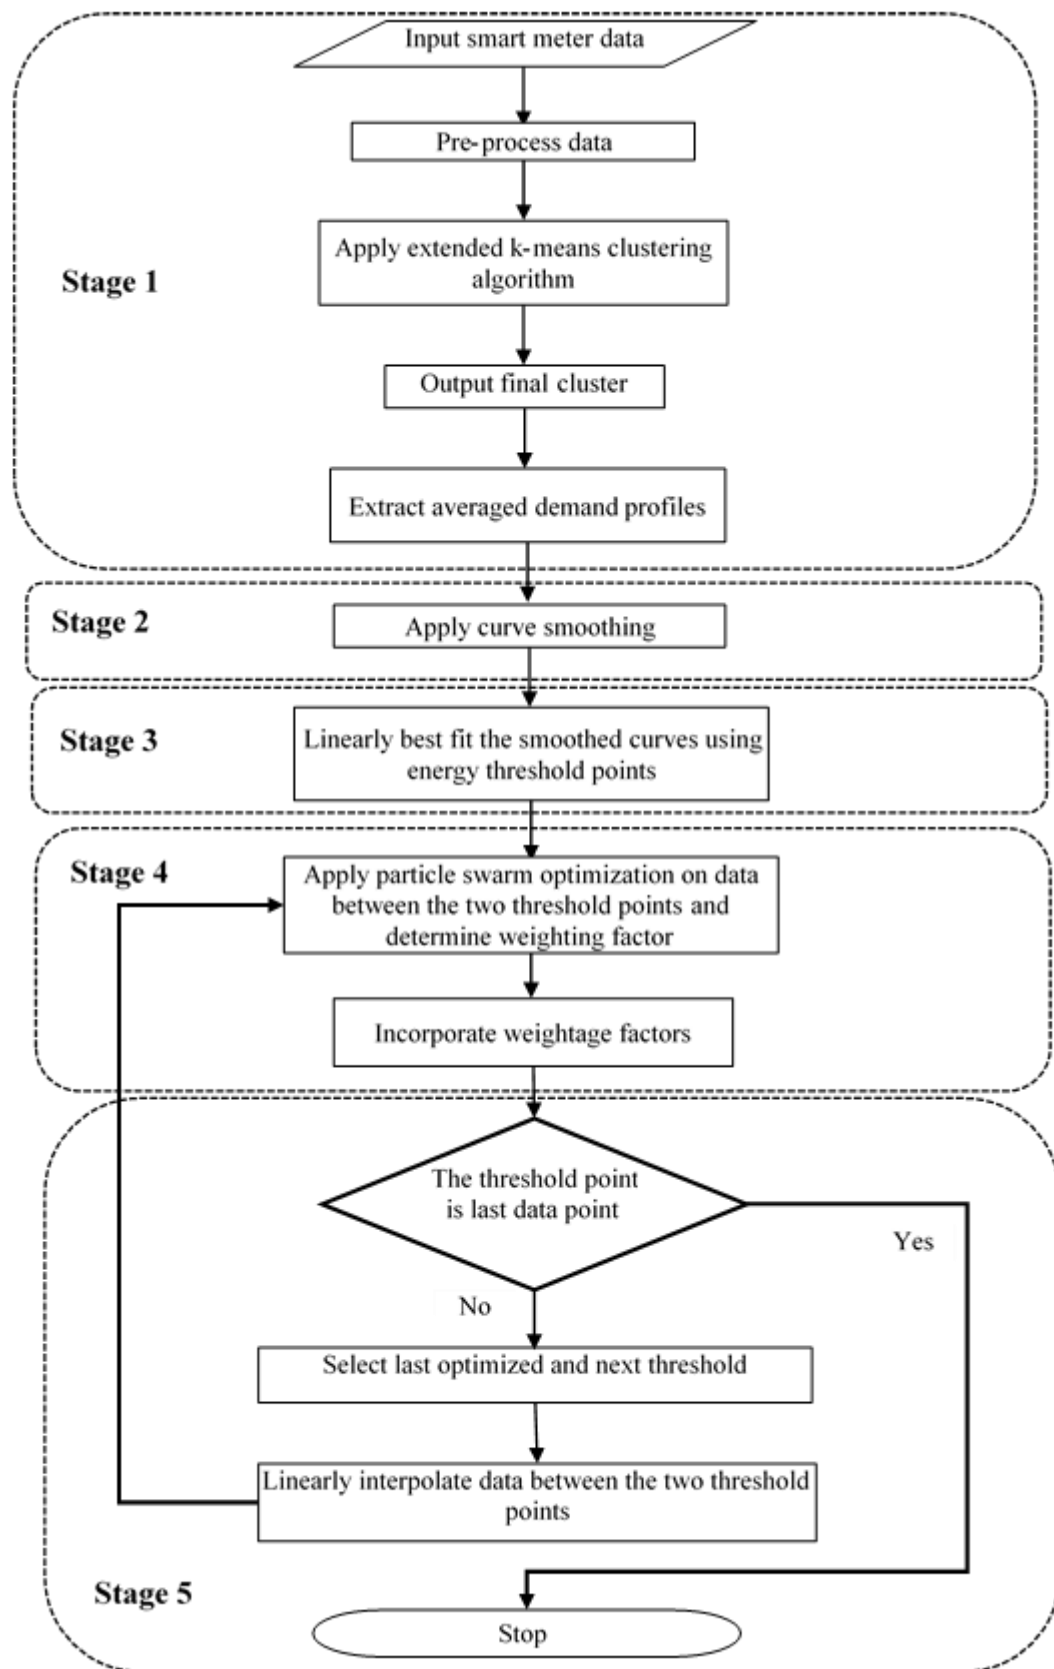 Input smart meter data
Pre-process data
Apply extended k-means clustering
algorithm
Stage 1
Output final cluster
Extract averaged demand profiles
Stage 2
Apply curve smoothing
Stage 3
Linearly best fit the smoothed curves using
energy threshold points
Stage 4
Apply particle swarm optimization on data
between the two threshold points and
determine weighting factor
Incorporate weightage factors
The threshold point
is last data point
Yes
No
Select last optimized and next threshold
Linearly interpolate data between the two threshold
points
Stage 5
Stop